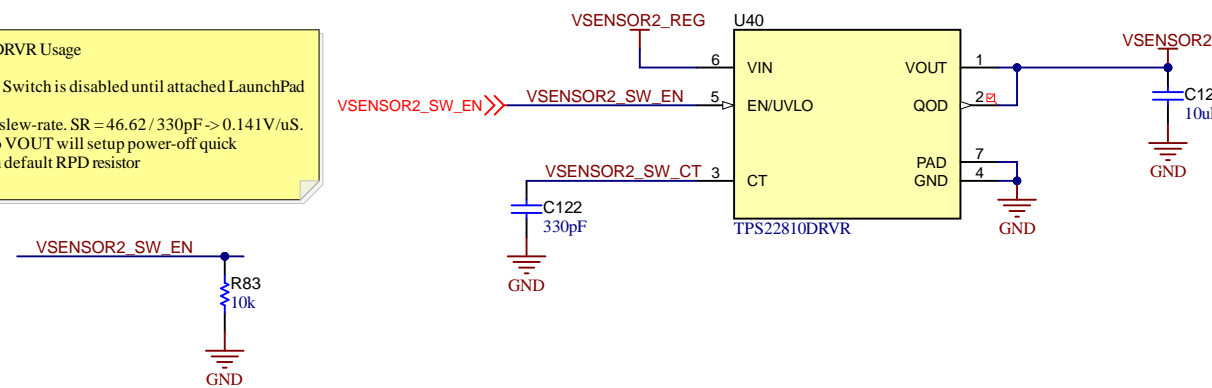 DRVR Usage
Switch is disabled until attached LaunchPad
slew-rate. SR = 46.62 / 330pF -> 0.141V/uS.
VOUT will setup power-off quick
default RPD resistor
VSENSOR2_REG
U40
VSENSOR2
6
VIN
VOUT
1
VSENSOR2_SW_EN
VSENSOR2_SW_EN
5
EN/UVLO
QOD
2
C12
10u
GND
VSENSOR2_SW_CT
3
CT
PAD
7
GND
4
C122
330pF
TPS22810DRVR
GND
GND
VSENSOR2_SW_EN
R83
10k
GND